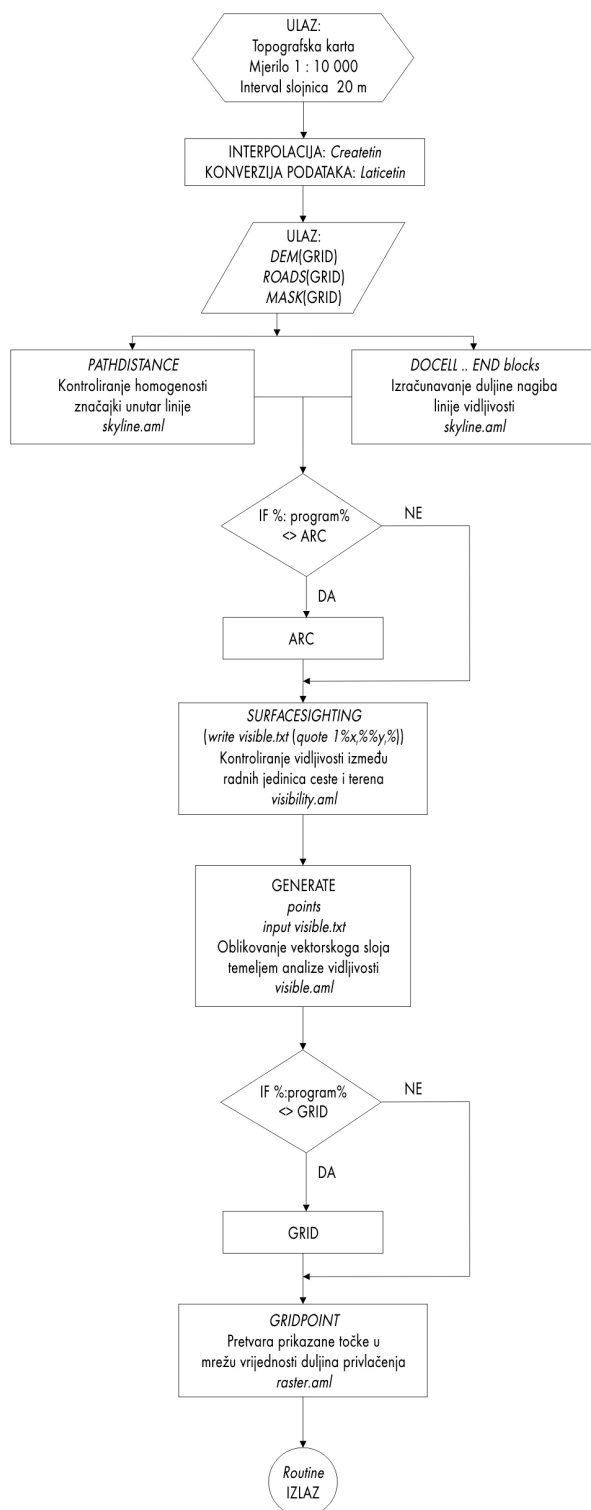 ULAZ:
Topografska karta
Mjerilo 1 : 10 000
Interval slojnica 20 m
INTERPOLACIJA: Createtin
KONVERZIJA PODATAKA: Laticetin
ULAZ:
DEM(GRID)
ROADS(GRID)
MASK(GRID)
PATHDISTANCE
Kontroliranje homogenosti
značajki unutar linije
skyline.aml
DOCELL .. END blocks
Izračunavanje duljine nagiba
linije vidljivosti
skyline.aml
IF %: program%
<> ARC
NE
DA
ARC
SURFACESIGHTING
(write visible.txt (quote 1%x,%%y,%))
Kontroliranje vidljivosti između
radnih jedinica ceste i terena
visibility.aml
GENERATE
points
input visible.txt
Oblikovanje vektorskoga sloja
temeljem analize vidljivosti
visible.aml
IF %:program%
<> GRID
NE
DA
GRID
GRIDPOINT
Pretvara prikazane točke u
mrežu vrijednosti duljina privlačenja
raster.aml
Routine
IZLAZ